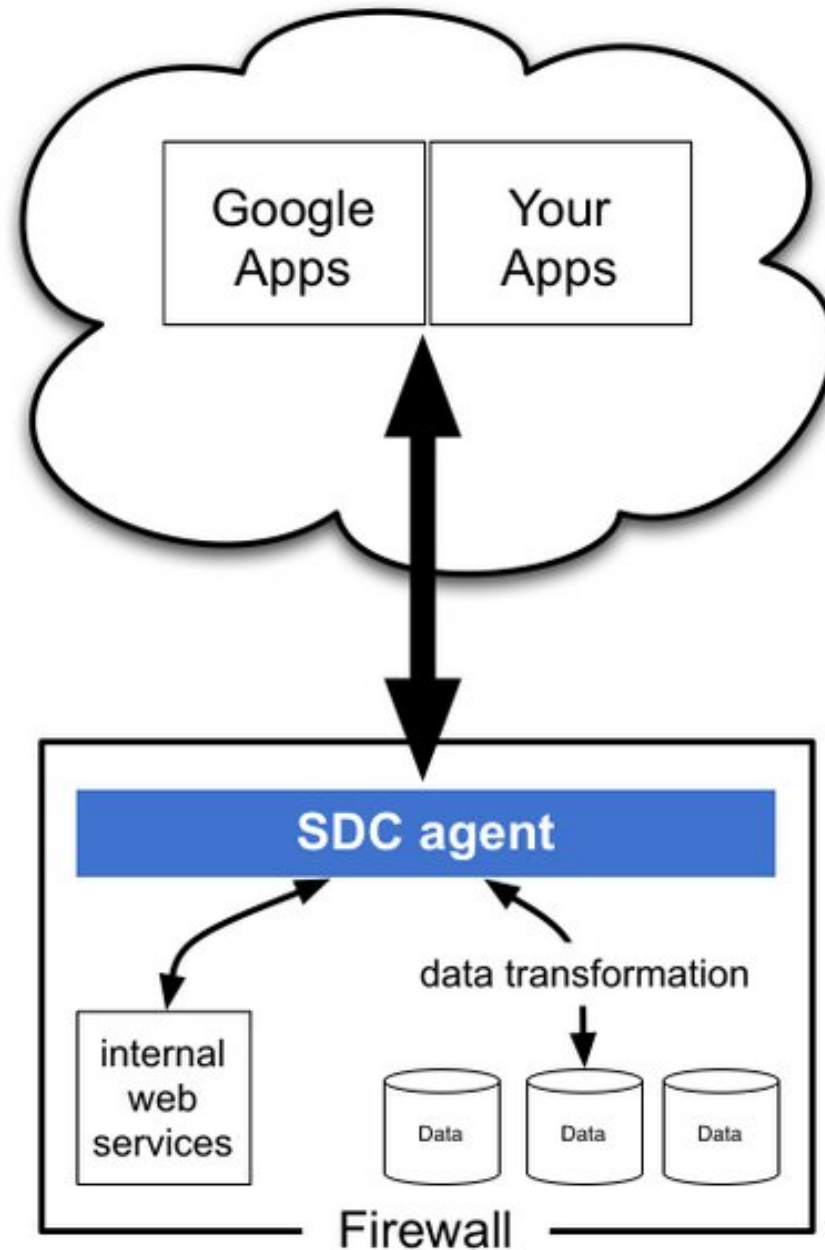 Google
Apps
Your
Apps
SDC agent
data transformation
internal
web
services
Data
Data
Data
Firewall